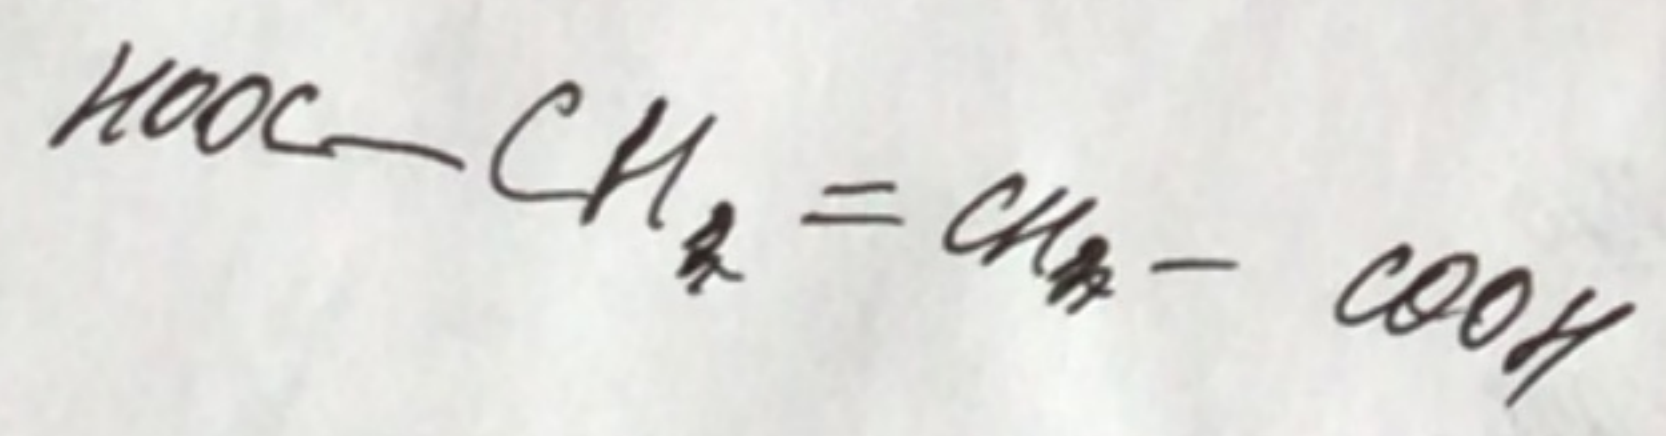 HOOC — CH = CH — COOH